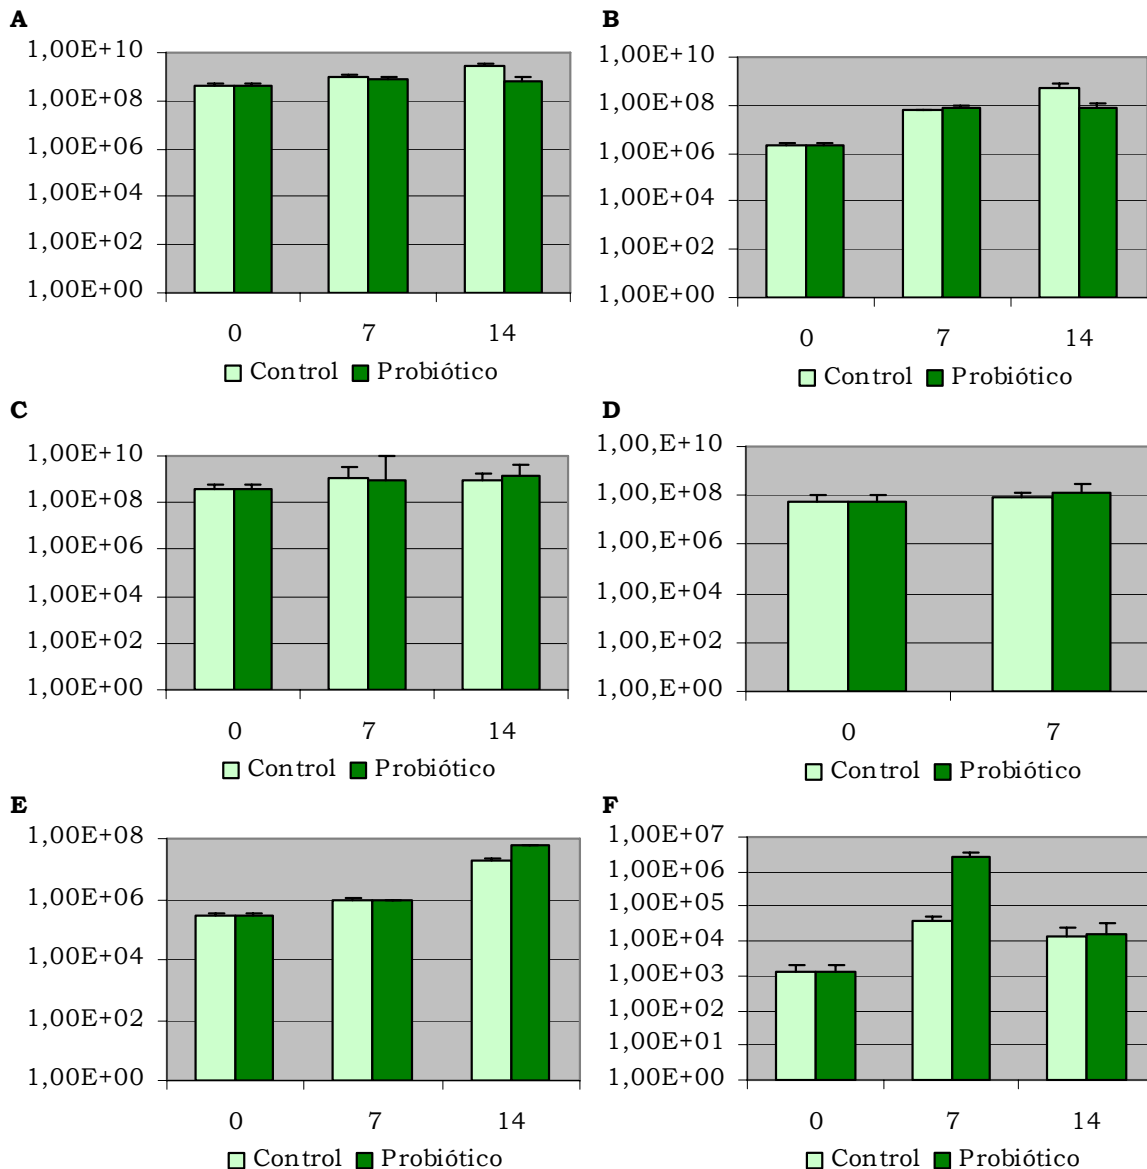 A
1,00E+10
1,00E+08
1,00E+06
1,00E+04
1,00E+02
1,00E+00
0 7 14
Control Probiótico
B
1,00E+10
1,00E+08
1,00E+06
1,00E+04
1,00E+02
1,00E+00
0 7 14
Control Probiótico
C
1,00E+10
1,00E+08
1,00E+06
1,00E+04
1,00E+02
1,00E+00
0 7 14
Control Probiótico
D
1,00,E+10
1,00,E+08
1,00,E+06
1,00,E+04
1,00,E+02
1,00,E+00
0 7
Control Probiótico
E
1,00E+08
1,00E+06
1,00E+04
1,00E+02
1,00E+00
0 7 14
Control Probiótico
F
1,00E+07
1,00E+06
1,00E+05
1,00E+04
1,00E+03
1,00E+02
1,00E+01
1,00E+00
0 7 14
Control Probiótico